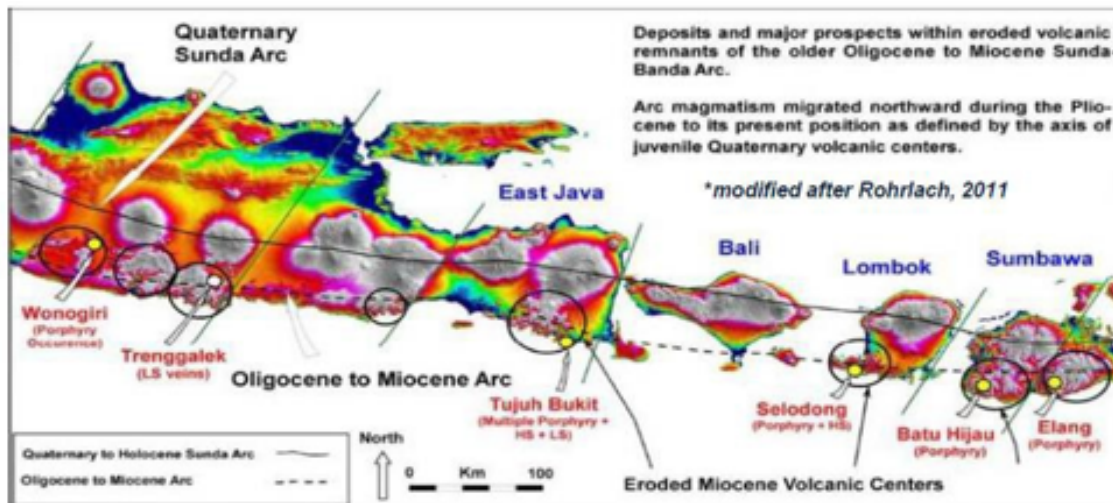 Quaternary
Sunda Arc
Deposits and major prospects within eroded volcanic
remnants of the older Oligocene to Miocene Sunda-
Banda Arc.
Arc magmatism migrated northward during the Plio-
cene to its present position as defined by the axis of
juvenile Quaternary volcanic centers.
*modified after Rohrlach, 2011
East Java
Bali
Lombok
Sumbawa
Wonogiri
(Porphyry
Occurence)
Trenggalek
(LS veins)
Oligocene to Miocene Arc
Tujuh Bukit
(Multiple Porphyry +
HS + LS)
Selodong
(Porphyry + HS)
Batu Hijau
(Porphyry)
Elang
(Porphyry)
Quaternary to Holocene Sunda Arc
Oligocene to Miocene Arc
North
0 Km 100
Eroded Miocene Volcanic Centers